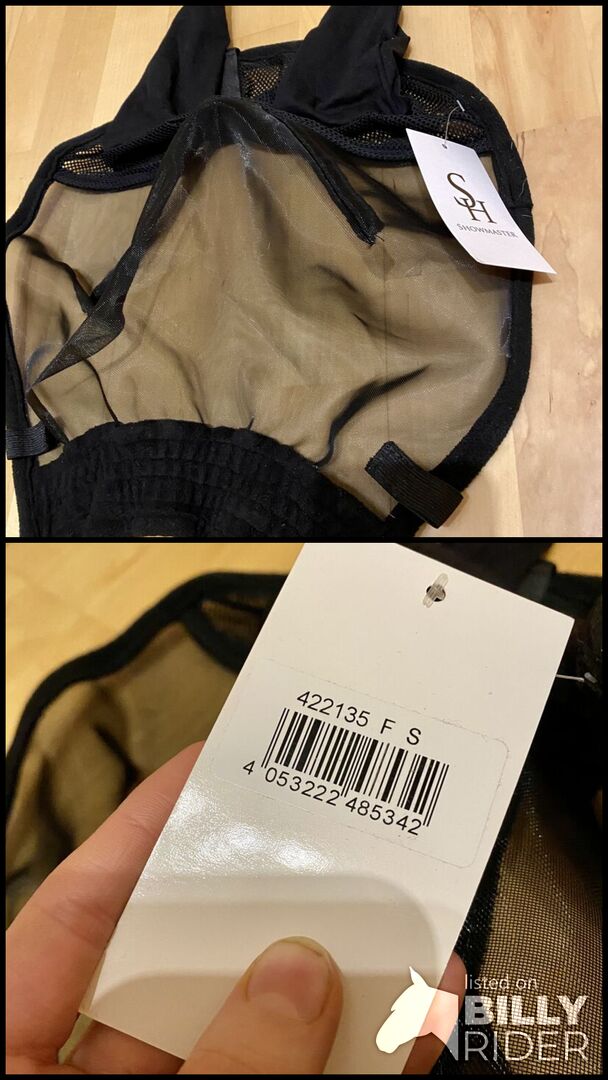 SH
SHOWMASTER
422135 F S
4 053222 485342
listed on
BILLY
RIDER